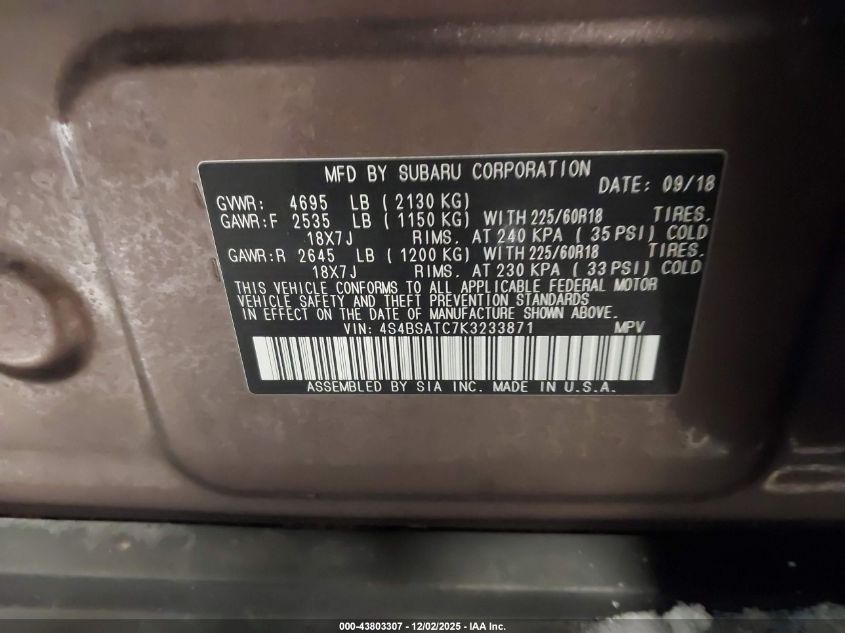 MFD BY SUBARU CORPORATION DATE: 09/18
GVWR: 4695 LB ( 2130 KG)
GAWR:F 2535 LB ( 1150 KG) WITH 225/60R18 TIRES.
18X7J RIMS. AT 240 KPA ( 35 PSI) COLD
GAWR:R 2645 LB ( 1200 KG) WITH 225/60R18 TIRES.
18X7J RIMS. AT 230 KPA ( 33 PSI) COLD
THIS VEHICLE CONFORMS TO ALL APPLICABLE FEDERAL MOTOR
VEHICLE SAFETY AND THEFT PREVENTION STANDARDS
IN EFFECT ON THE DATE OF MANUFACTURE SHOWN ABOVE.
VIN: 4S4BSATC7K3233871 MPV
ASSEMBLED BY SIA INC. MADE IN U.S.A.
000-43803307 - 12/02/2025 - IAA Inc.